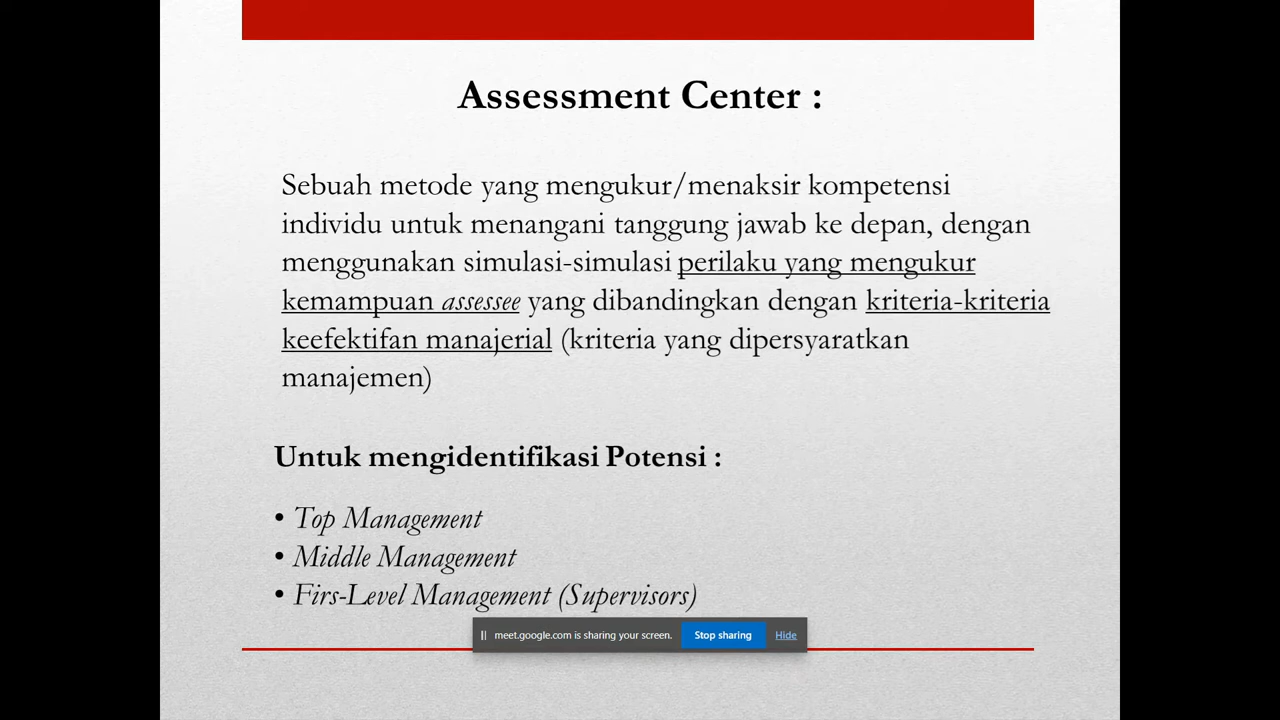 Assessment Center :
Sebuah metode yang mengukur/menaksir kompetensi
individu untuk menangani tanggung jawab ke depan, dengan
menggunakan simulasi-simulasi perilaku yang mengukur
kemampuan assessee yang dibandingkan dengan kriteria-kriteria
keefektifan manajerial (kriteria yang dipersyaratkan
manajemen)
Untuk mengidentifikasi Potensi :
• Top Management
• Middle Management
• Firs-Level Management (Supervisors)
meet.google.com is sharing your screen. Stop sharing Hide